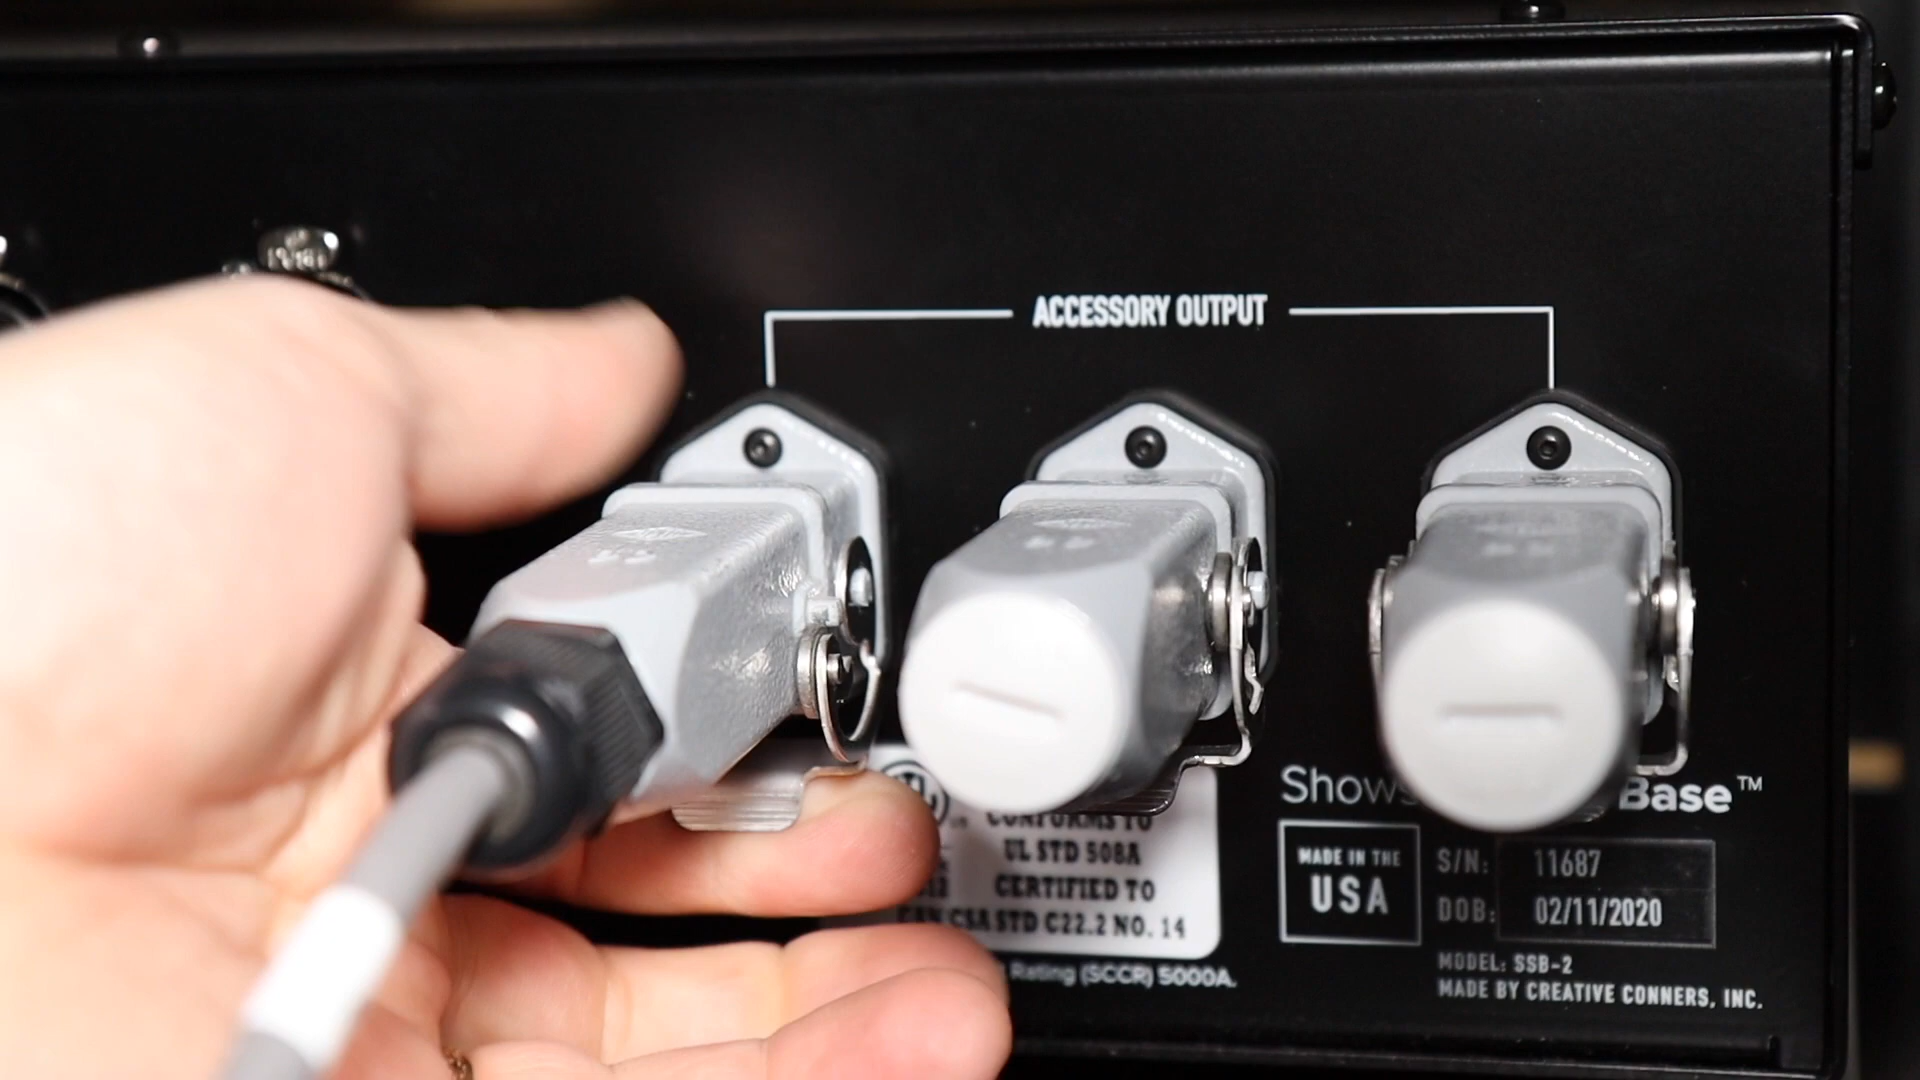 ACCESSORY OUTPUT
CONFORMS TO
UL STD 508A
CERTIFIED TO
CAN CSA STD C22.2 NO. 14
Rating (SCCR) 5000A.
Base™
MADE IN THE
USA
S/N: 11687
DOB: 02/11/2020
MODEL: SSB-2
MADE BY CREATIVE CONNERS, INC.